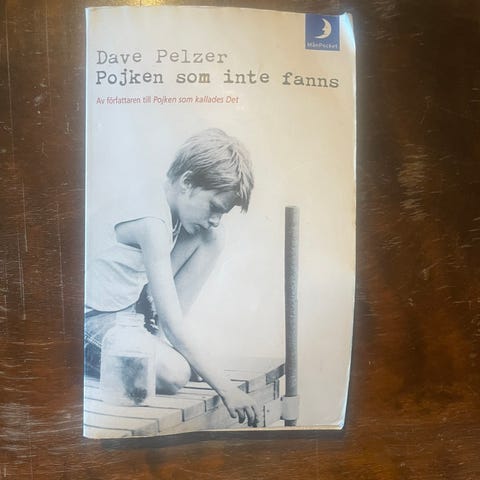 MånPocket
Dave Pelzer
Pojken som inte fanns
Av författaren till Pojken som kallades Det